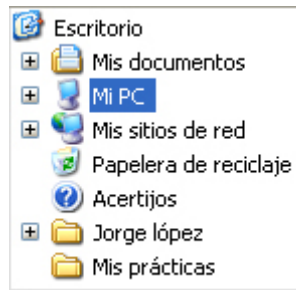 Escritorio
Mis documentos
Mi PC
Mis sitios de red
Papelera de reciclaje
Acertijos
Jorge lópez
Mis prácticas